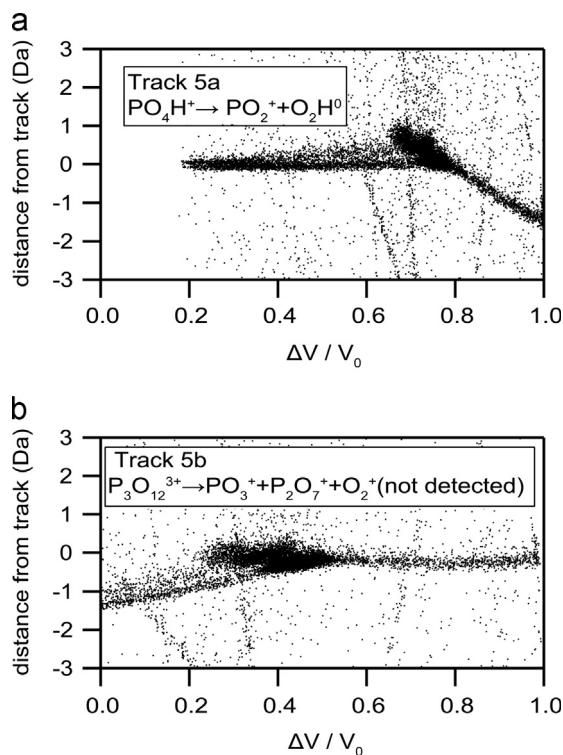 a
distance from track (Da)
3
2
1
0
-1
-2
-3
Track 5a
PO₄H⁺→ PO₂⁺+O₂H⁰
0.0 0.2 0.4 0.6 0.8 1.0
ΔV / V₀
b
distance from track (Da)
3
2
1
0
-1
-2
-3
Track 5b
P₃O₁₂³⁺→PO₃⁺+P₂O₇⁺+O₂⁺(not detected)
0.0 0.2 0.4 0.6 0.8 1.0
ΔV / V₀